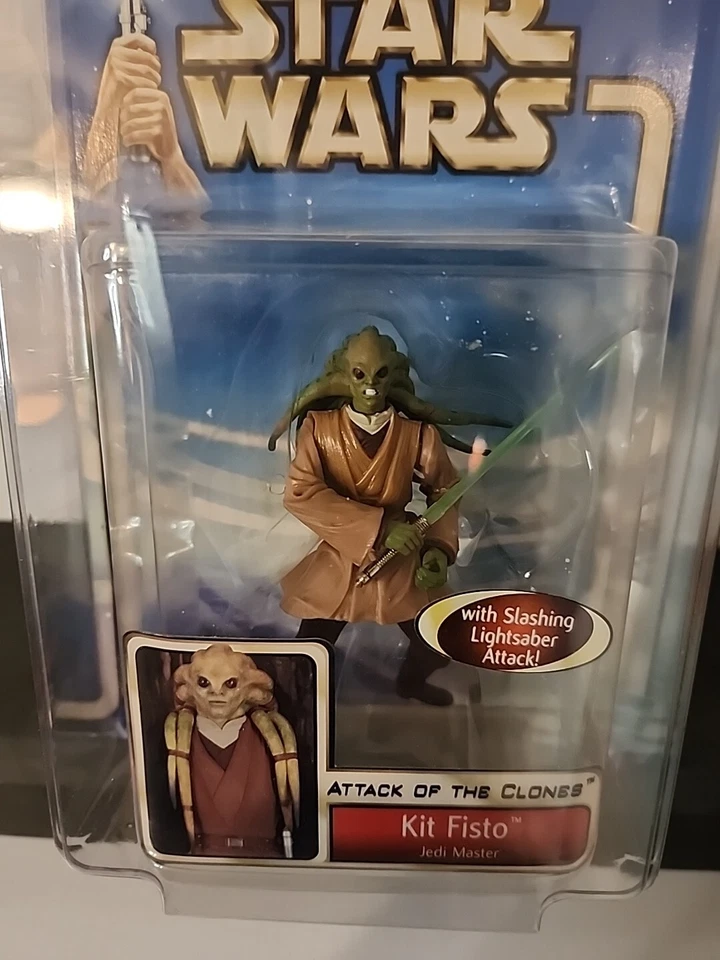 STAR
WARS
with Slashing
Lightsaber
Attack!
ATTACK OF THE CLONES™
Kit Fisto™
Jedi Master